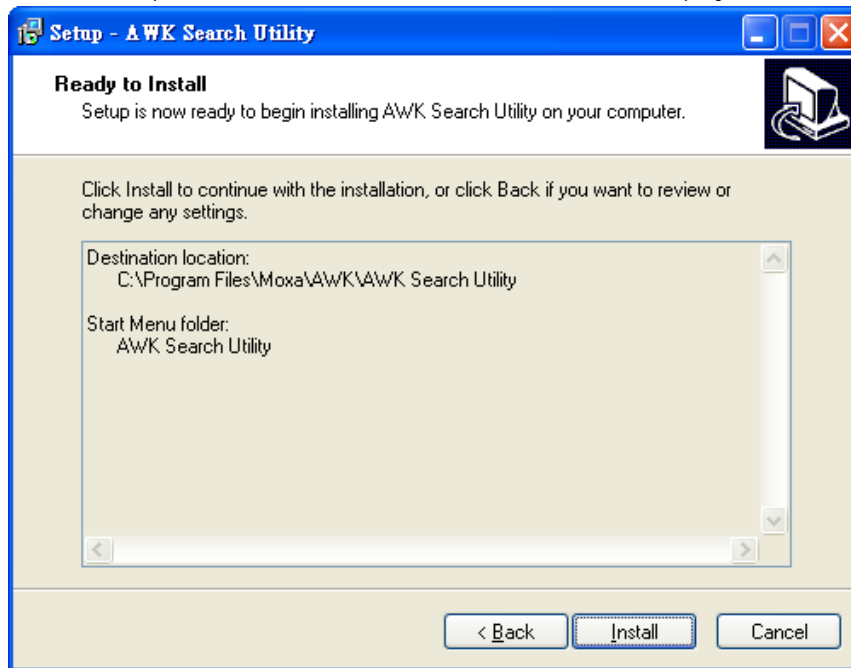 Setup - AWK Search Utility
Ready to Install
Setup is now ready to begin installing AWK Search Utility on your computer.
Click Install to continue with the installation, or click Back if you want to review or
change any settings.
Destination location:
C:\Program Files\Moxa\AWK\AWK Search Utility
Start Menu folder:
AWK Search Utility
< Back Install Cancel